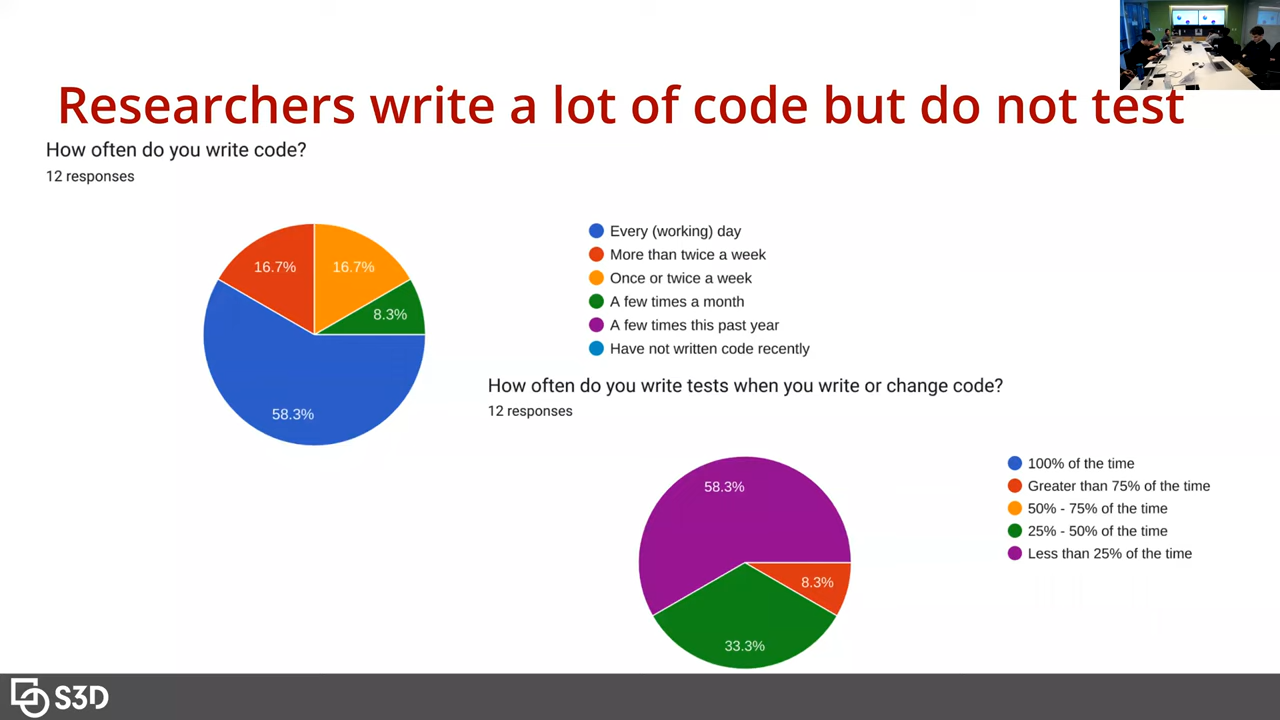 Researchers write a lot of code but do not test
How often do you write code?
12 responses
16.7%
16.7%
8.3%
58.3%
Every (working) day
More than twice a week
Once or twice a week
A few times a month
A few times this past year
Have not written code recently
How often do you write tests when you write or change code?
12 responses
58.3%
8.3%
33.3%
100% of the time
Greater than 75% of the time
50% - 75% of the time
25% - 50% of the time
Less than 25% of the time
S3D